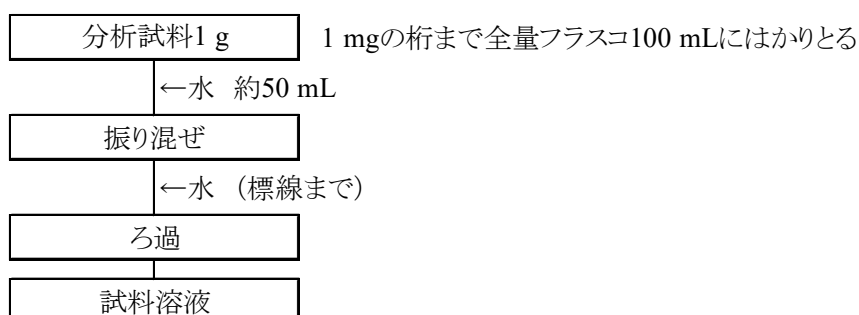 分析試料1 g　1 mgの桁まで全量フラスコ100 mLにはかりとる
←水　約50 mL
振り混ぜ
←水　(標線まで)
ろ過
試料溶液